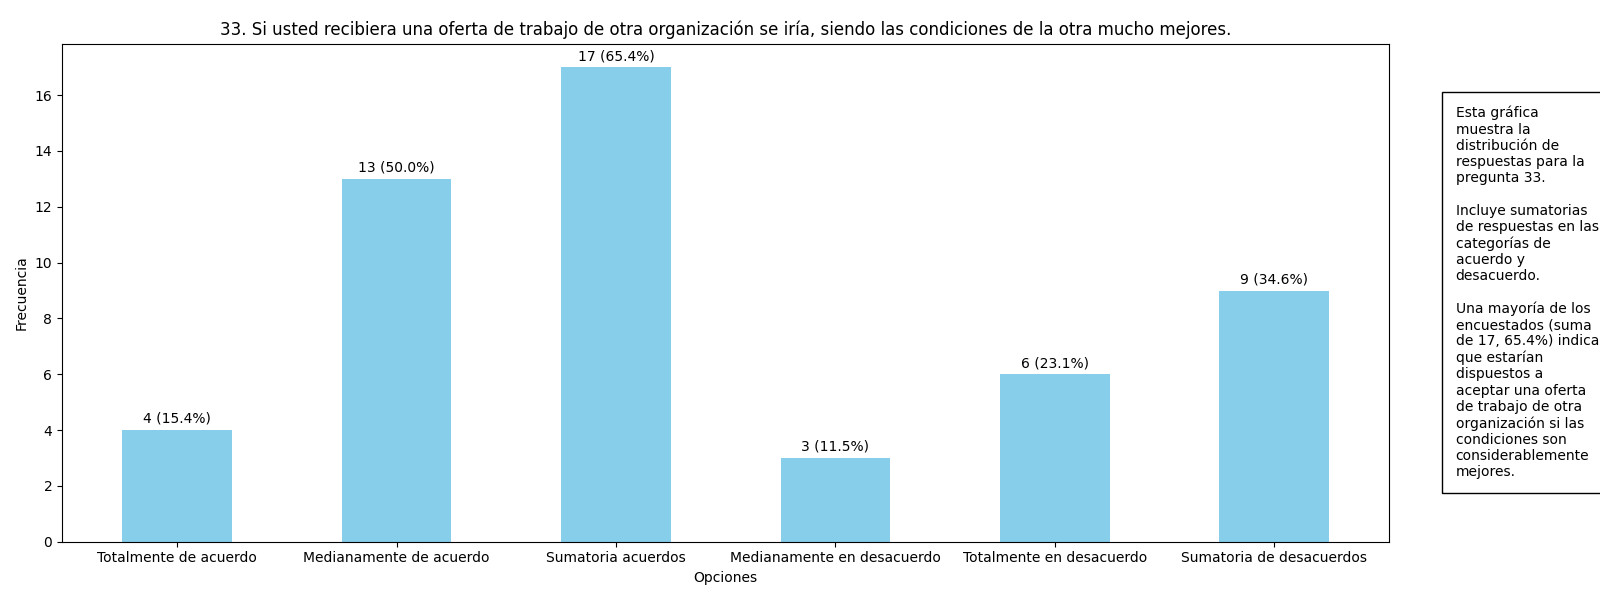 33. Si usted recibiera una oferta de trabajo de otra organización se iría, siendo las condiciones de la otra mucho mejores.
Frecuencia
16
14
12
10
8
6
4
2
0
4 (15.4%)
13 (50.0%)
17 (65.4%)
3 (11.5%)
6 (23.1%)
9 (34.6%)
Totalmente de acuerdo
Medianamente de acuerdo
Sumatoria acuerdos
Medianamente en desacuerdo
Totalmente en desacuerdo
Sumatoria de desacuerdos
Opciones
Esta gráfica
muestra la
distribución de
respuestas para la
pregunta 33.
Incluye sumatorias
de respuestas en las
categorías de
acuerdo y
desacuerdo.
Una mayoría de los
encuestados (suma
de 17, 65.4%) indica
que estarían
dispuestos a
aceptar una oferta
de trabajo de otra
organización si las
condiciones son
considerablemente
mejores.